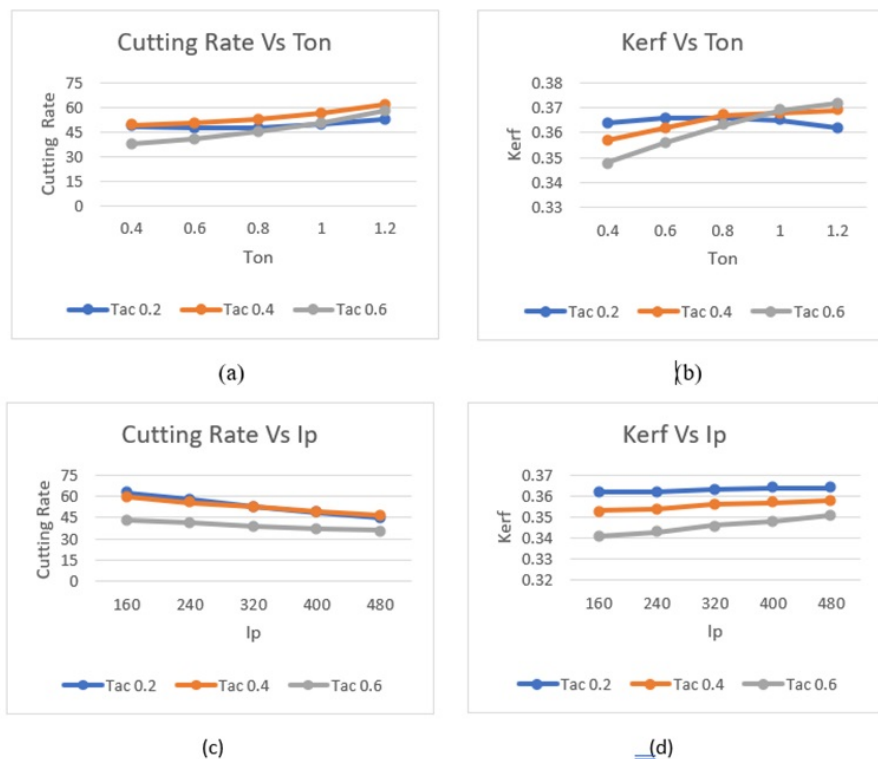 Cutting Rate Vs Ton
75
60
45
30
15
0
Cutting Rate
0.4 0.6 0.8 1 1.2
Ton
Tac 0.2 Tac 0.4 Tac 0.6
(a)
Kerf Vs Ton
0.38
0.37
0.36
0.35
0.34
0.33
Kerf
0.4 0.6 0.8 1 1.2
Ton
Tac 0.2 Tac 0.4 Tac 0.6
(b)
Cutting Rate Vs Ip
75
60
45
30
15
0
Cutting Rate
160 240 320 400 480
Ip
Tac 0.2 Tac 0.4 Tac 0.6
(c)
Kerf Vs Ip
0.37
0.36
0.35
0.34
0.33
0.32
Kerf
160 240 320 400 480
Ip
Tac 0.2 Tac 0.4 Tac 0.6
(d)